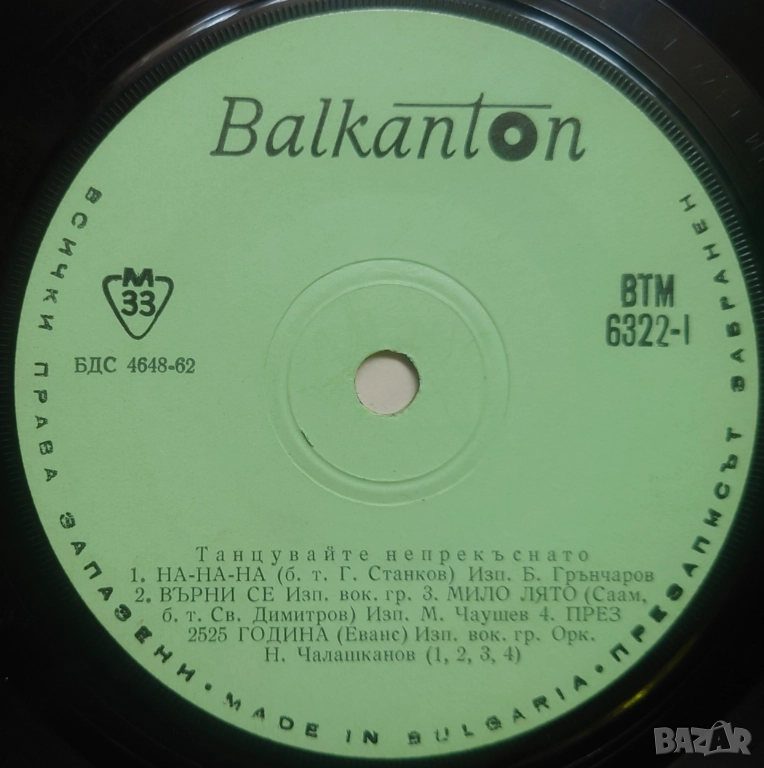 Balkanton
M
33
БДС 4648-62
ВТМ
6322-I
Танцувайте непрекъснато
1. НА-НА-НА (б. т. Г. Станков) Изп. Б. Грънчаров
2. ВЪРНИ СЕ Изп. вок. гр. 3. МИЛО ЛЯТО (Саам,
б. т. Св. Димитров) Изп. М. Чаушев 4. ПРЕЗ
2525 ГОДИНА (Еванс) Изп. вок. гр. Орк.
Н. Чалашканов (1, 2, 3, 4)
ВСИЧКИ ПРАВА ЗАПАЗЕНИ • MADE IN BULGARIA • ПРЕЗАПИСЪТ ЗАБРАНЕН
BAZAR